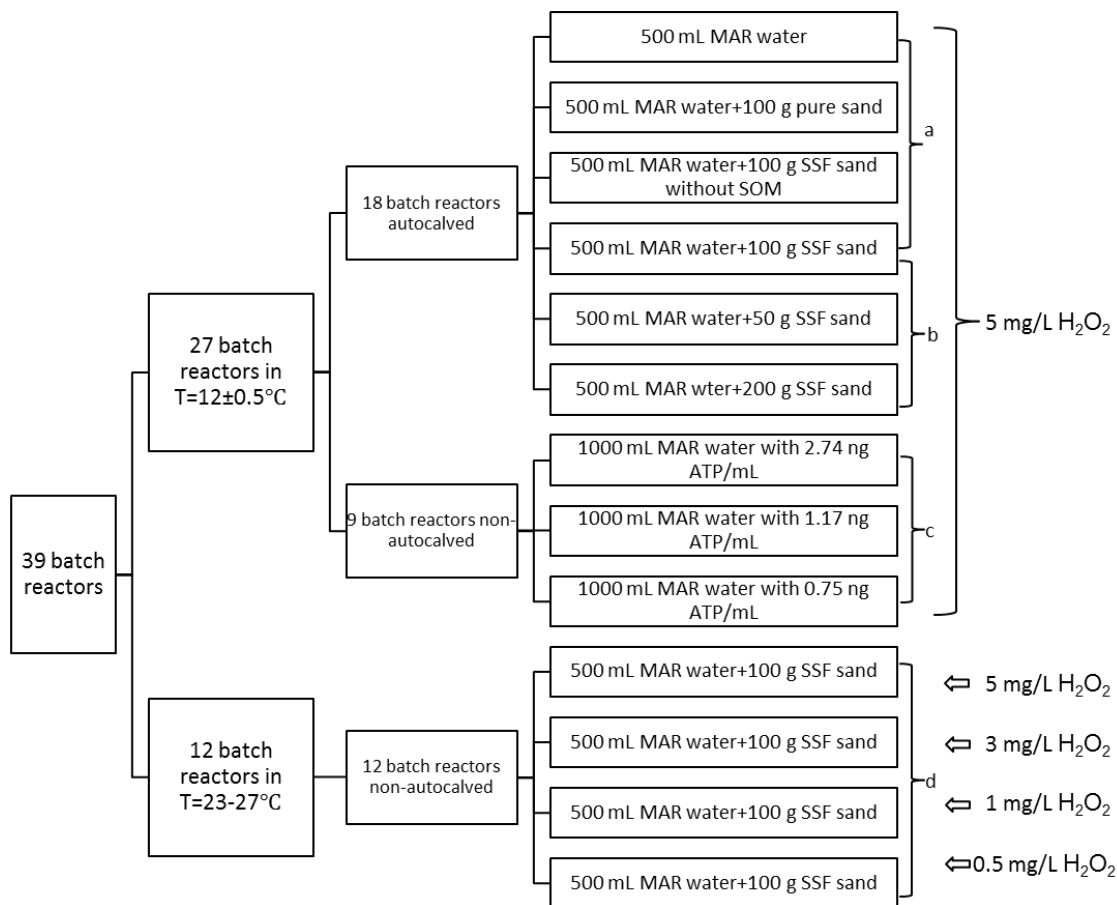 39 batch
reactors
27 batch
reactors in
T=12±0.5℃
12 batch
reactors in
T=23-27℃
18 batch reactors
autocalved
9 batch reactors non-
autocalved
12 batch reactors
non-autocalved
500 mL MAR water
500 mL MAR water+100 g pure sand
500 mL MAR water+100 g SSF sand
without SOM
500 mL MAR water+100 g SSF sand
500 mL MAR water+50 g SSF sand
500 mL MAR wter+200 g SSF sand
1000 mL MAR water with 2.74 ng
ATP/mL
1000 mL MAR water with 1.17 ng
ATP/mL
1000 mL MAR water with 0.75 ng
ATP/mL
500 mL MAR water+100 g SSF sand
500 mL MAR water+100 g SSF sand
500 mL MAR water+100 g SSF sand
500 mL MAR water+100 g SSF sand
a
b
c
d
5 mg/L H₂O₂
⇦ 5 mg/L H₂O₂
⇦ 3 mg/L H₂O₂
⇦ 1 mg/L H₂O₂
⇦ 0.5 mg/L H₂O₂